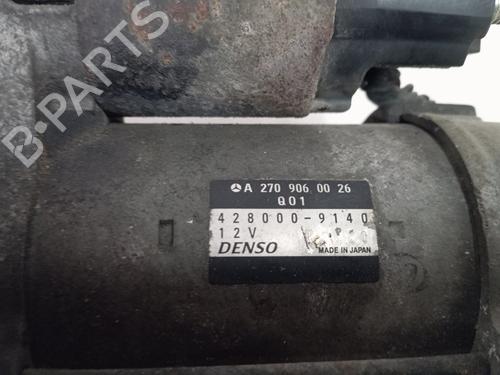 B-PARTS
A 270 906 00 26
Q01
428000-9140
12V
DENSO
MADE IN JAPAN